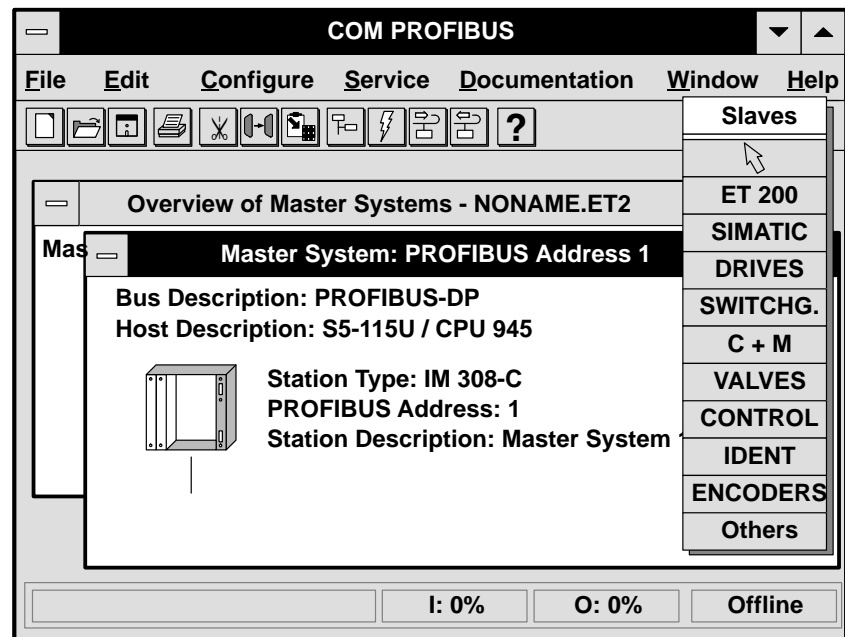 COM PROFIBUS
File Edit Configure Service Documentation Window Help
?
Slaves
ET 200
SIMATIC
DRIVES
SWITCHG.
C + M
VALVES
CONTROL
IDENT
ENCODERS
Others
Overview of Master Systems - NONAME.ET2
Mas
Master System: PROFIBUS Address 1
Bus Description: PROFIBUS-DP
Host Description: S5-115U / CPU 945
Station Type: IM 308-C
PROFIBUS Address: 1
Station Description: Master System 1
I: 0% O: 0% Offline